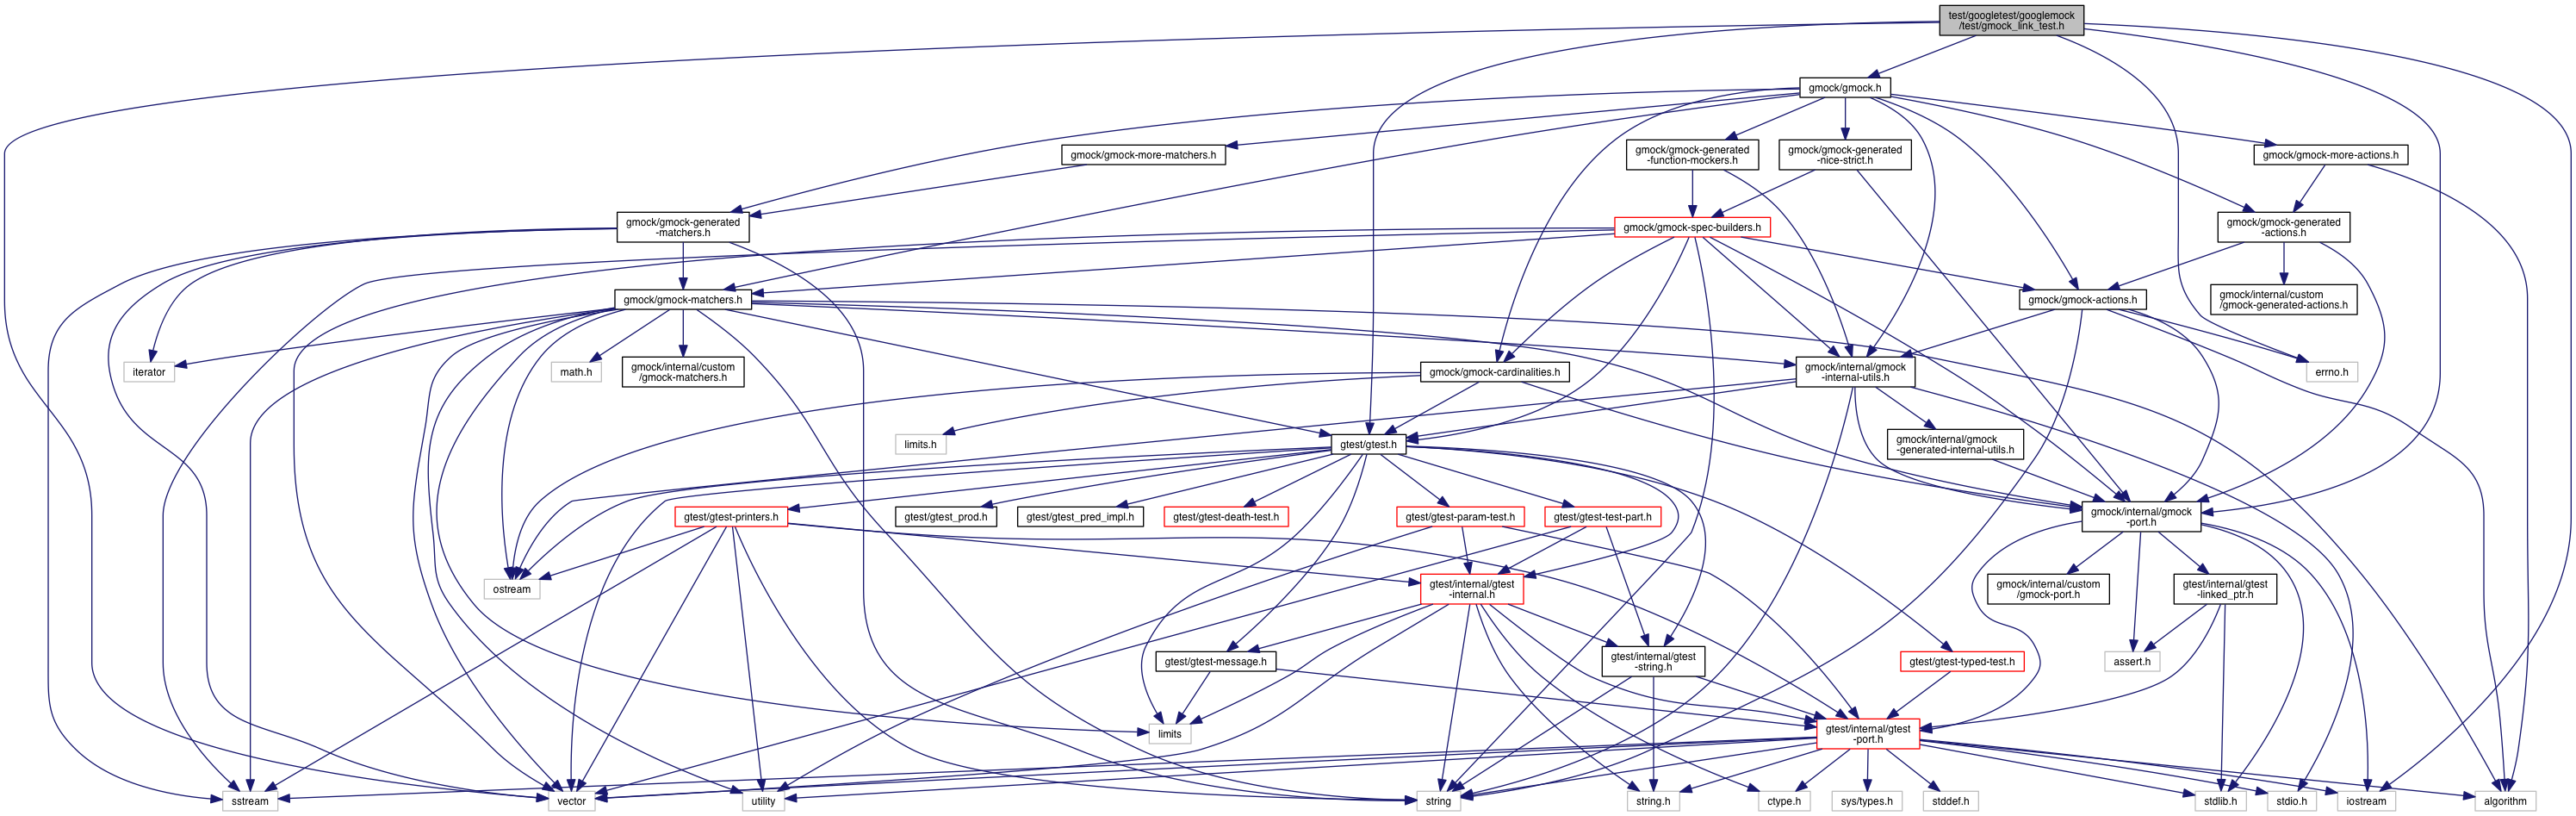 test/googletest/googlemock
/test/gmock_link_test.h
gmock/gmock.h
gmock/gmock-more-matchers.h
gmock/gmock-generated
-function-mockers.h
gmock/gmock-generated
-nice-strict.h
gmock/gmock-more-actions.h
gmock/gmock-generated
-matchers.h
gmock/gmock-spec-builders.h
gmock/gmock-generated
-actions.h
gmock/gmock-matchers.h
gmock/gmock-actions.h
gmock/internal/custom
/gmock-generated-actions.h
iterator
math.h
gmock/internal/custom
/gmock-matchers.h
gmock/gmock-cardinalities.h
gmock/internal/gmock
-internal-utils.h
errno.h
limits.h
gtest/gtest.h
gmock/internal/gmock
-generated-internal-utils.h
gtest/gtest-printers.h
gtest/gtest_prod.h
gtest/gtest_pred_impl.h
gtest/gtest-death-test.h
gtest/gtest-param-test.h
gtest/gtest-test-part.h
gmock/internal/gmock
-port.h
ostream
gtest/internal/gtest
-internal.h
gmock/internal/custom
/gmock-port.h
gtest/internal/gtest
-linked_ptr.h
gtest/gtest-message.h
gtest/internal/gtest
-string.h
gtest/gtest-typed-test.h
assert.h
limits
gtest/internal/gtest
-port.h
sstream
vector
utility
string
string.h
ctype.h
sys/types.h
stddef.h
stdlib.h
stdio.h
iostream
algorithm